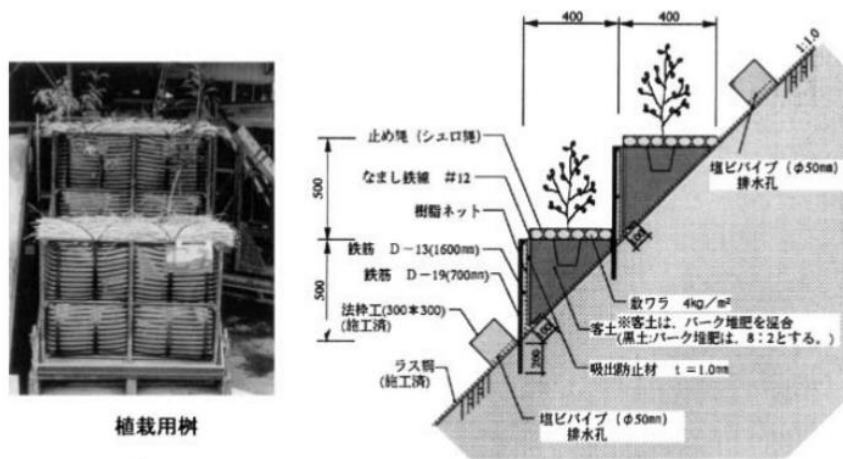 植栽用桝
400
400
1:1.0
止め縄(シュロ縄)
なまし鉄線 #12
樹脂ネット
鉄筋 D-13(1600㎜)
鉄筋 D-19(700㎜)
法枠工(300*300)
(施工済)
ラス網
(施工済)
500
500
塩ビパイプ(φ50㎜)
排水孔
100
敷ワラ 4kg/m²
客土
※客土は、バーク堆肥を混合
(黒土:バーク堆肥は、8:2とする。)
100
200
吸出防止材 t=1.0㎜
塩ビパイプ(φ50㎜)
排水孔